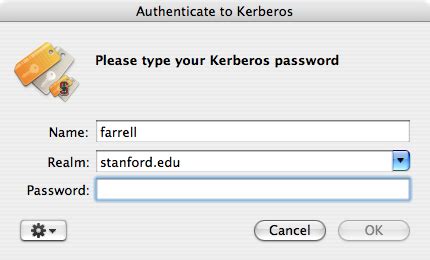 Authenticate to Kerberos
Please type your Kerberos password
Name: farrell
Realm: stanford.edu
Password:
Cancel OK